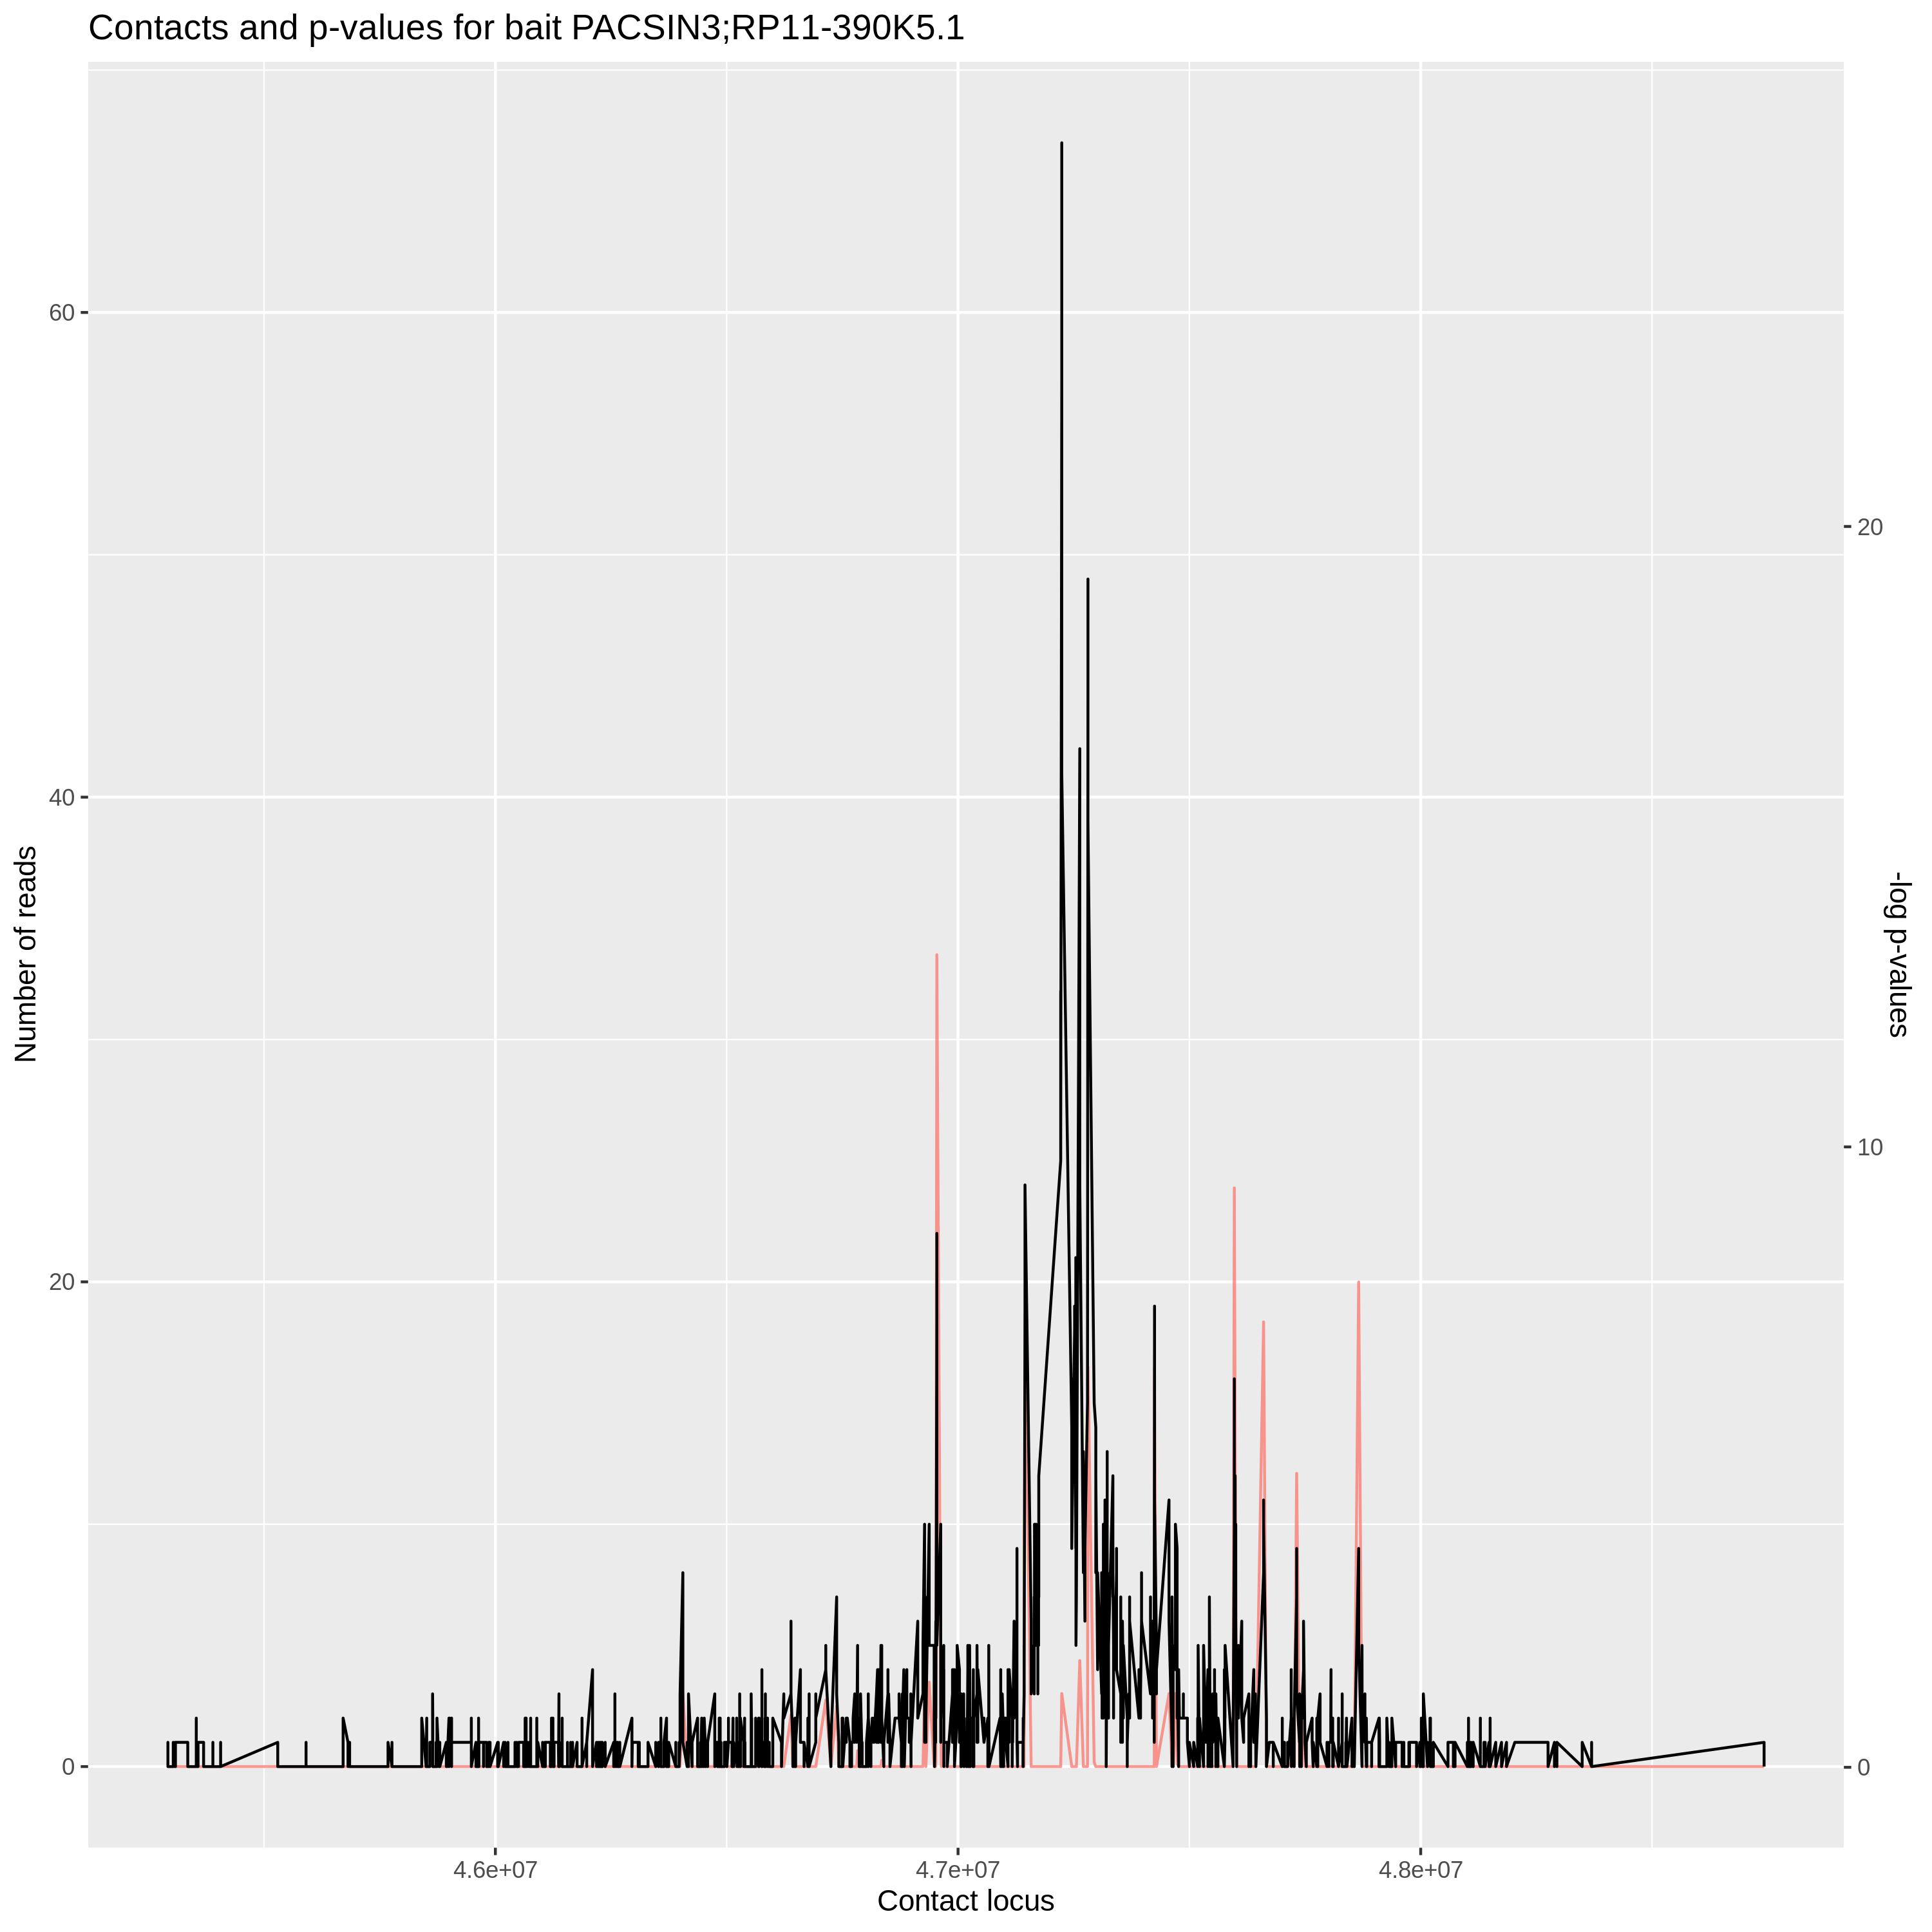 Contacts and p-values for bait PACSIN3;RP11-390K5.1
60
40
20
0
Number of reads
20
10
0
-log p-values
4.6e+07
4.7e+07
4.8e+07
Contact locus